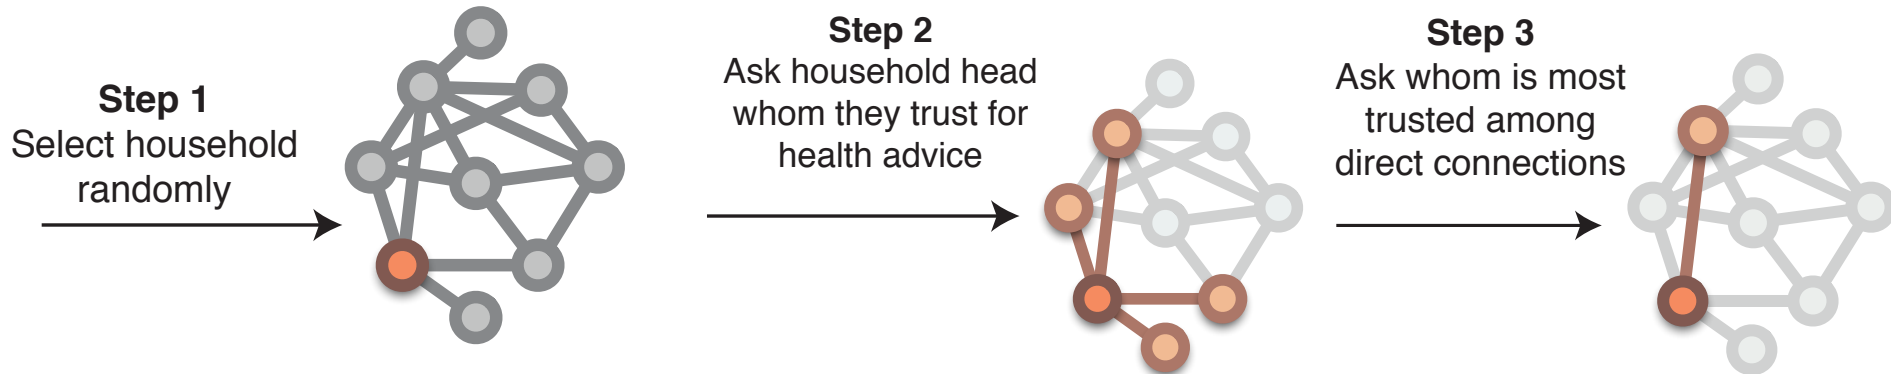 Step 1
Select household
randomly
Step 2
Ask household head
whom they trust for
health advice
Step 3
Ask whom is most
trusted among
direct connections